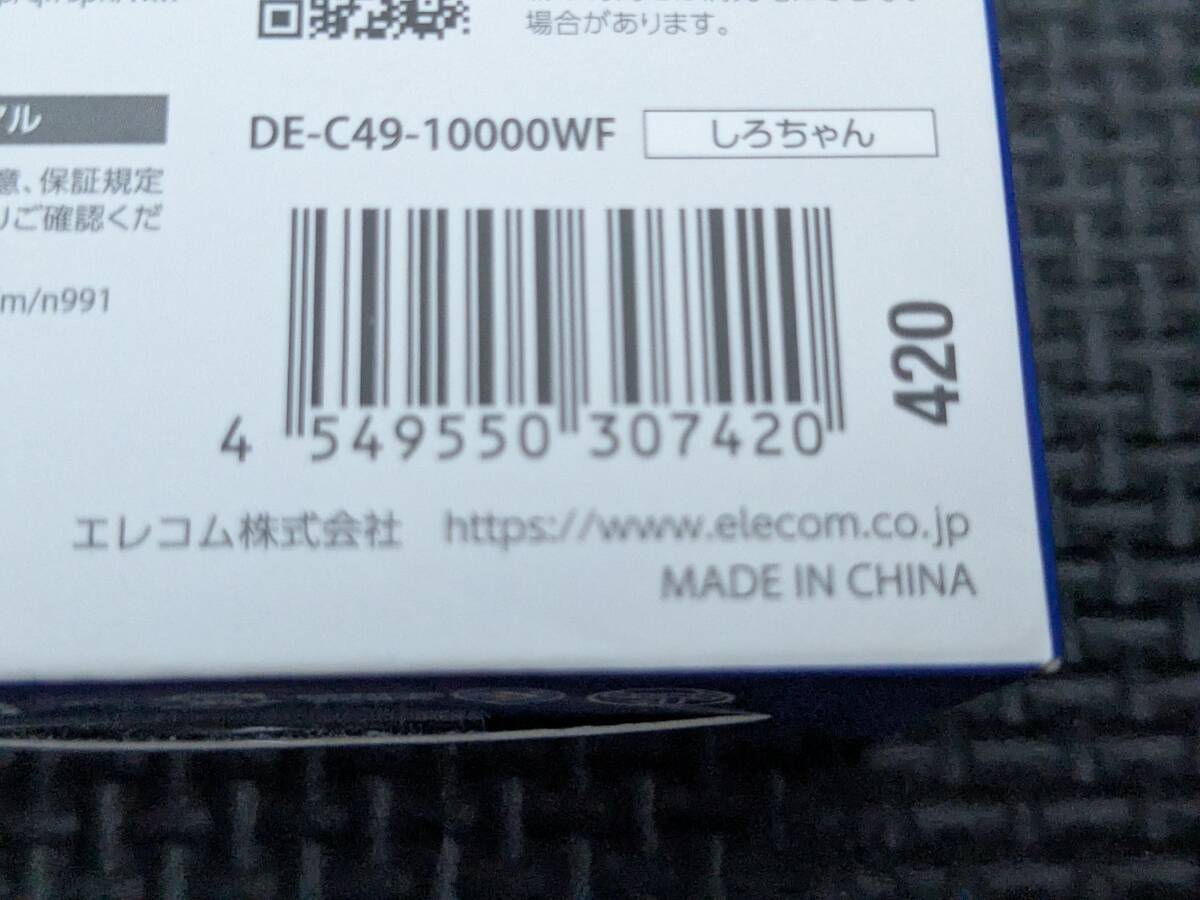 場合があります。
DE-C49-10000WF
しろちゃん
意、保証規定
りご確認くだ
m/n991
420
4 549550 307420
エレコム株式会社 https://www.elecom.co.jp
MADE IN CHINA